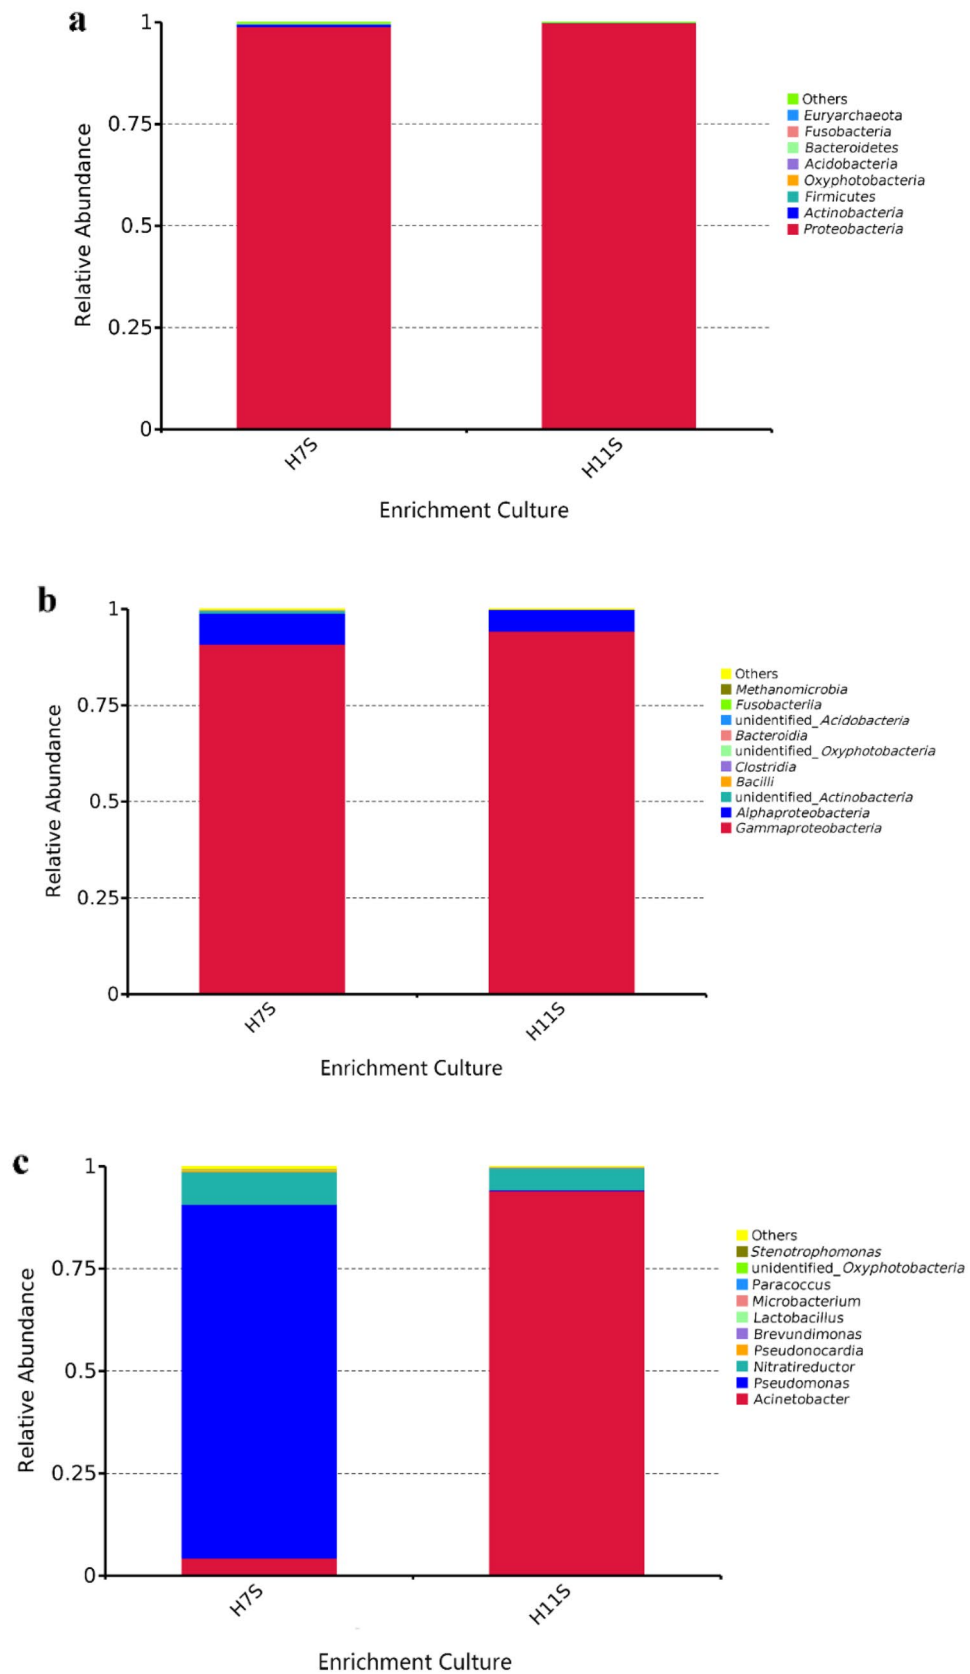 a
1
0.75
0.5
0.25
0
Relative Abundance
H7S
H11S
Enrichment Culture
Others
Euryarchaeota
Fusobacteria
Bacteroidetes
Acidobacteria
Oxyphotobacteria
Firmicutes
Actinobacteria
Proteobacteria
b
1
0.75
0.5
0.25
0
Relative Abundance
H7S
H11S
Enrichment Culture
Others
Methanomicrobia
Fusobacteriia
unidentified_Acidobacteria
Bacteroidia
unidentified_Oxyphotobacteria
Clostridia
Bacilli
unidentified_Actinobacteria
Alphaproteobacteria
Gammaproteobacteria
c
1
0.75
0.5
0.25
0
Relative Abundance
H7S
H11S
Enrichment Culture
Others
Stenotrophomonas
unidentified_Oxyphotobacteria
Paracoccus
Microbacterium
Lactobacillus
Brevundimonas
Pseudonocardia
Nitratireductor
Pseudomonas
Acinetobacter